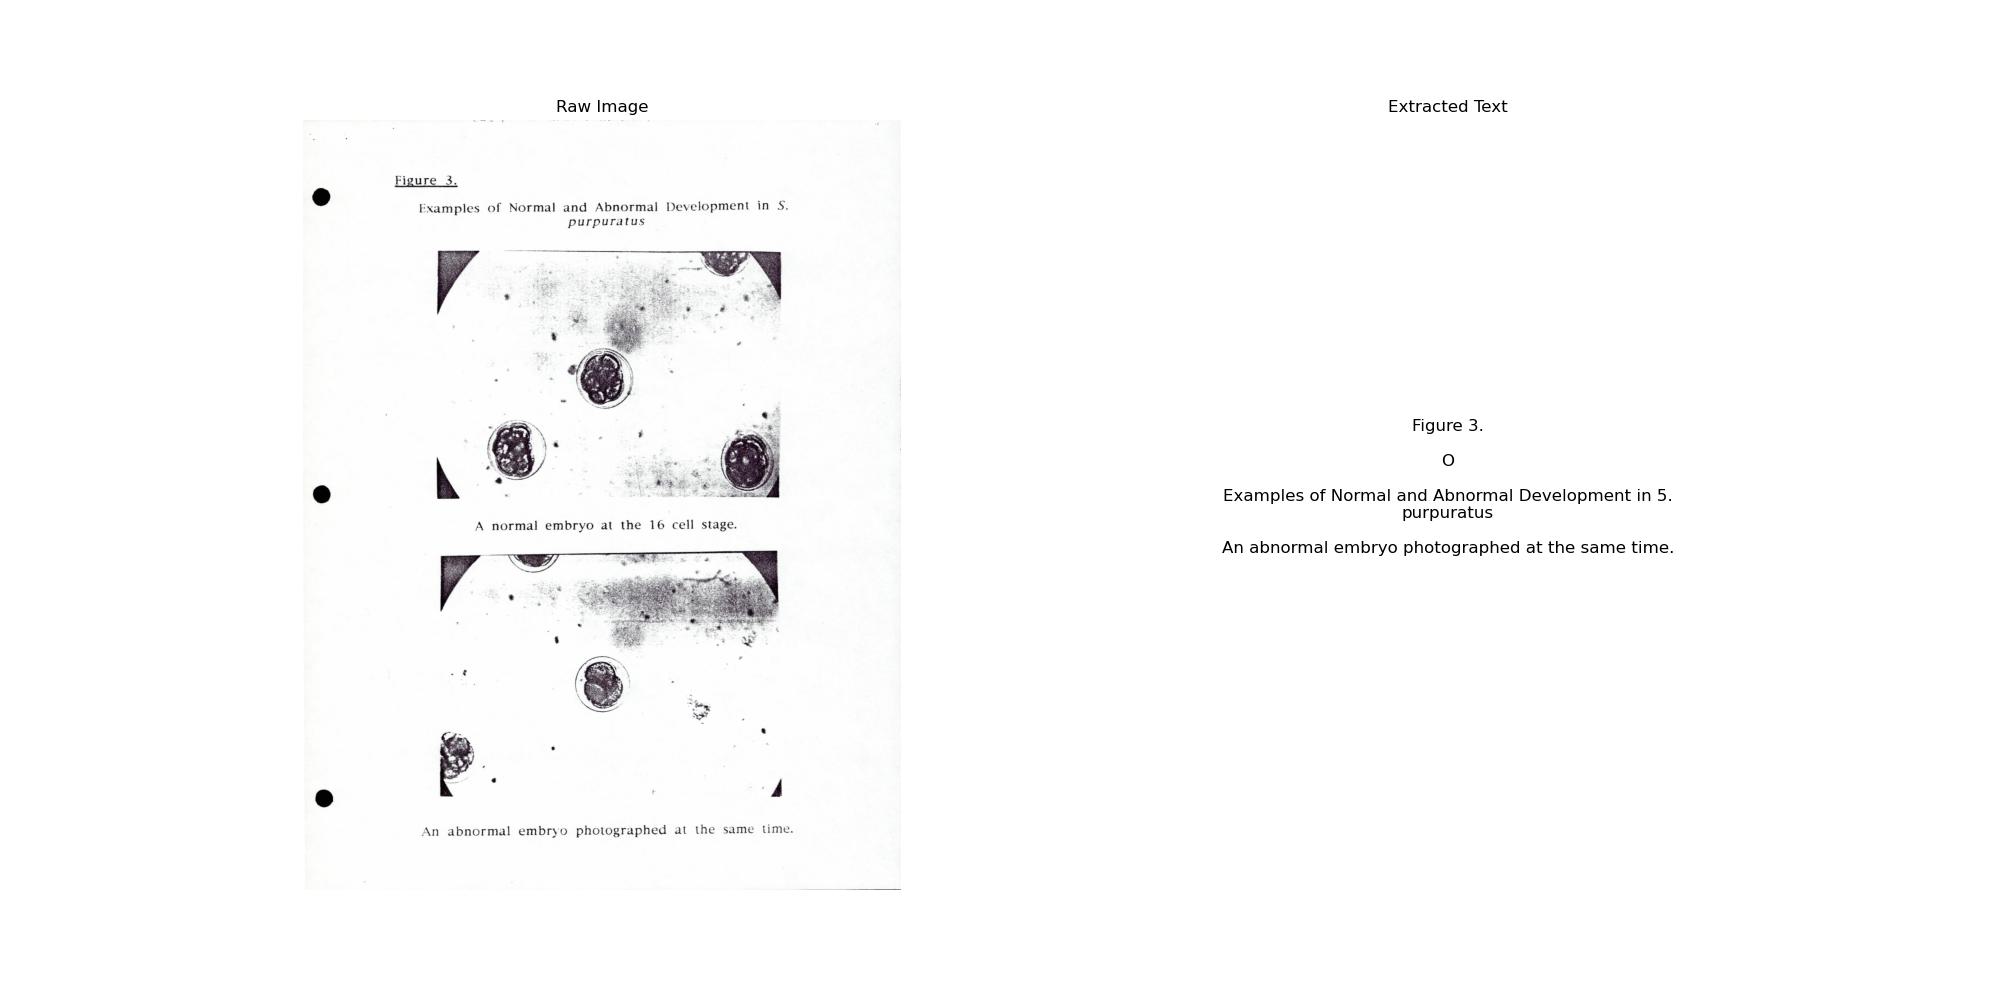 Raw Image
Figure 3.
Examples of Normal and Abnormal Development in S.
purpuratus
A normal embryo at the 16 cell stage.
An abnormal embryo photographed at the same time.
Extracted Text
Figure 3.
O
Examples of Normal and Abnormal Development in 5.
purpuratus
An abnormal embryo photographed at the same time.